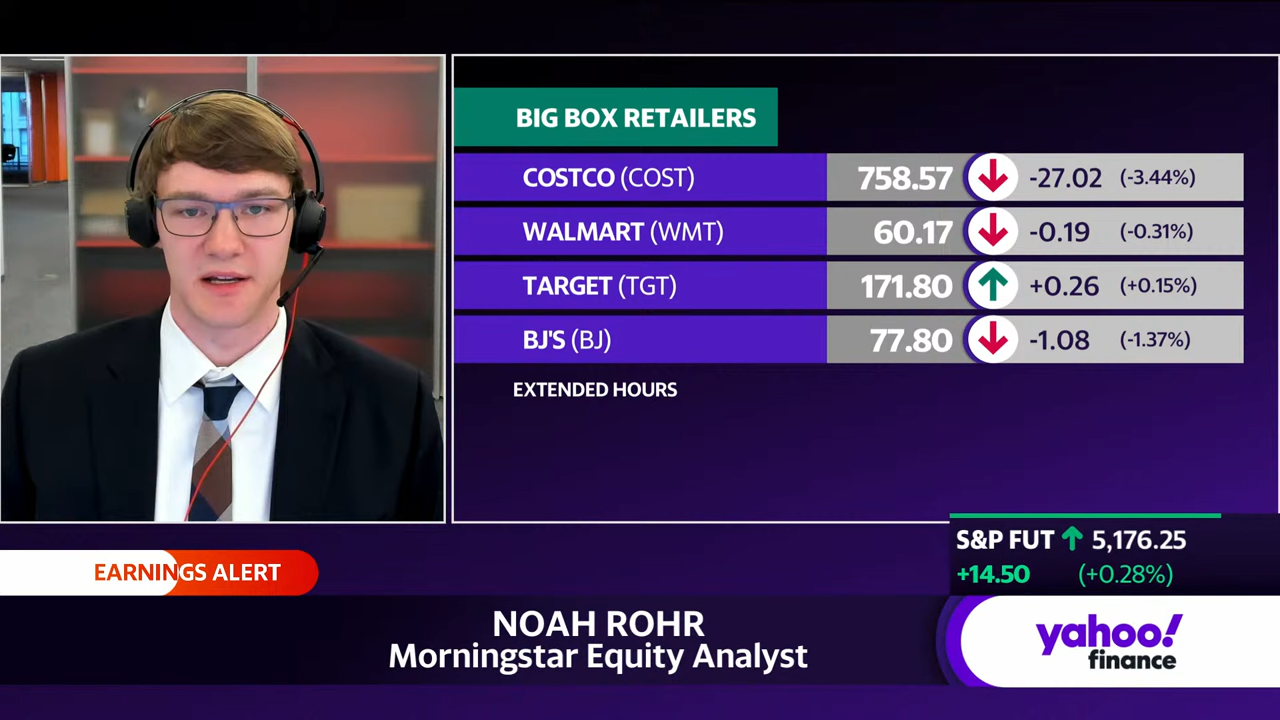 BIG BOX RETAILERS
COSTCO (COST) 758.57 -27.02 (-3.44%)
WALMART (WMT) 60.17 -0.19 (-0.31%)
TARGET (TGT) 171.80 +0.26 (+0.15%)
BJ'S (BJ) 77.80 -1.08 (-1.37%)
EXTENDED HOURS
S&P FUT 5,176.25
+14.50 (+0.28%)
EARNINGS ALERT
NOAH ROHR
Morningstar Equity Analyst
yahoo!
finance